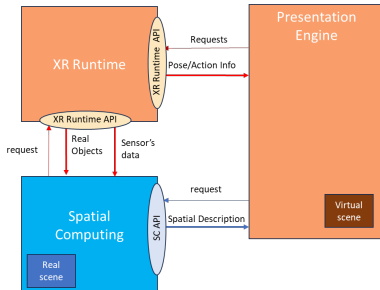 Presentation
Engine
XR Runtime
XR Runtime API
Requests
Pose/Action Info
XR Runtime API
request
Real
Objects
Sensor's
data
Spatial
Computing
SC API
request
Spatial Description
Real
scene
Virtual
scene